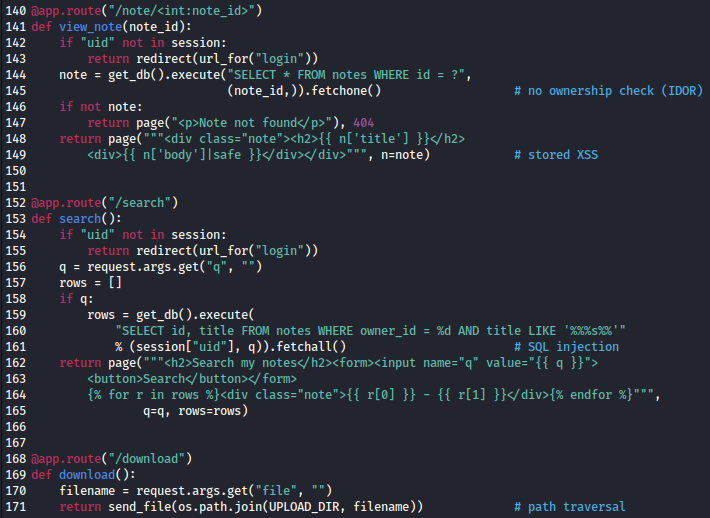 140 @app.route("/note/<int:note_id>")
141 def view_note(note_id):
142     if "uid" not in session:
143         return redirect(url_for("login"))
144     note = get_db().execute("SELECT * FROM notes WHERE id = ?",
145                             (note_id,)).fetchone()                  # no ownership check (IDOR)
146     if not note:
147         return page("<p>Note not found</p>"), 404
148     return page("""<div class="note"><h2>{{ n['title'] }}</h2>
149         <div>{{ n['body']|safe }}</div></div>""", n=note)           # stored XSS
150
151
152 @app.route("/search")
153 def search():
154     if "uid" not in session:
155         return redirect(url_for("login"))
156     q = request.args.get("q", "")
157     rows = []
158     if q:
159         rows = get_db().execute(
160             "SELECT id, title FROM notes WHERE owner_id = %d AND title LIKE '%%%s%%'"
161             % (session["uid"], q)).fetchall()                       # SQL injection
162     return page("""<h2>Search my notes</h2><form><input name="q" value="{{ q }}">
163         <button>Search</button></form>
164         {% for r in rows %}<div class="note">{{ r[0] }} - {{ r[1] }}</div>{% endfor %}""",
165                 q=q, rows=rows)
166
167
168 @app.route("/download")
169 def download():
170     filename = request.args.get("file", "")
171     return send_file(os.path.join(UPLOAD_DIR, filename))            # path traversal